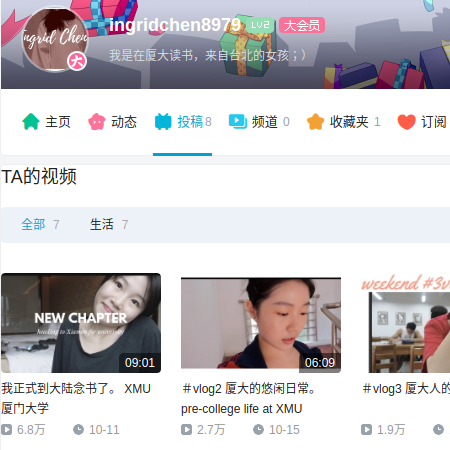 Ingrid Chen
大
ingridchen8979 LV2 大会员
我是在厦大读书，来自台北的女孩；）
主页 动态 投稿 8 频道 0 收藏夹 1 订阅
TA的视频
全部 7 生活 7
NEW CHAPTER
heading to Xiamen for university
09:01
06:09
weekend #3v
我正式到大陆念书了。 XMU
厦门大学
6.8万 10-11
＃vlog2 厦大的悠闲日常。
pre-college life at XMU
2.7万 10-15
＃vlog3 厦大人的
1.9万